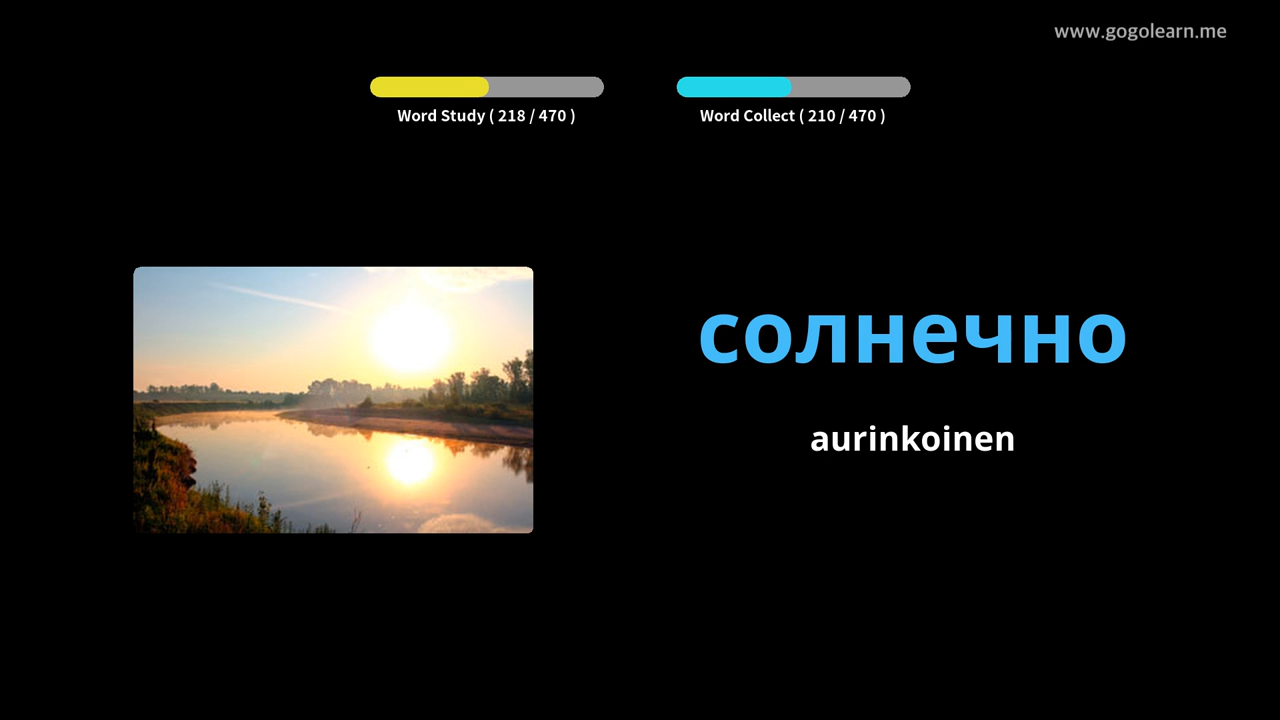 www.gogolearn.me
Word Study ( 218 / 470 )
Word Collect ( 210 / 470 )
солнечно
aurinkoinen